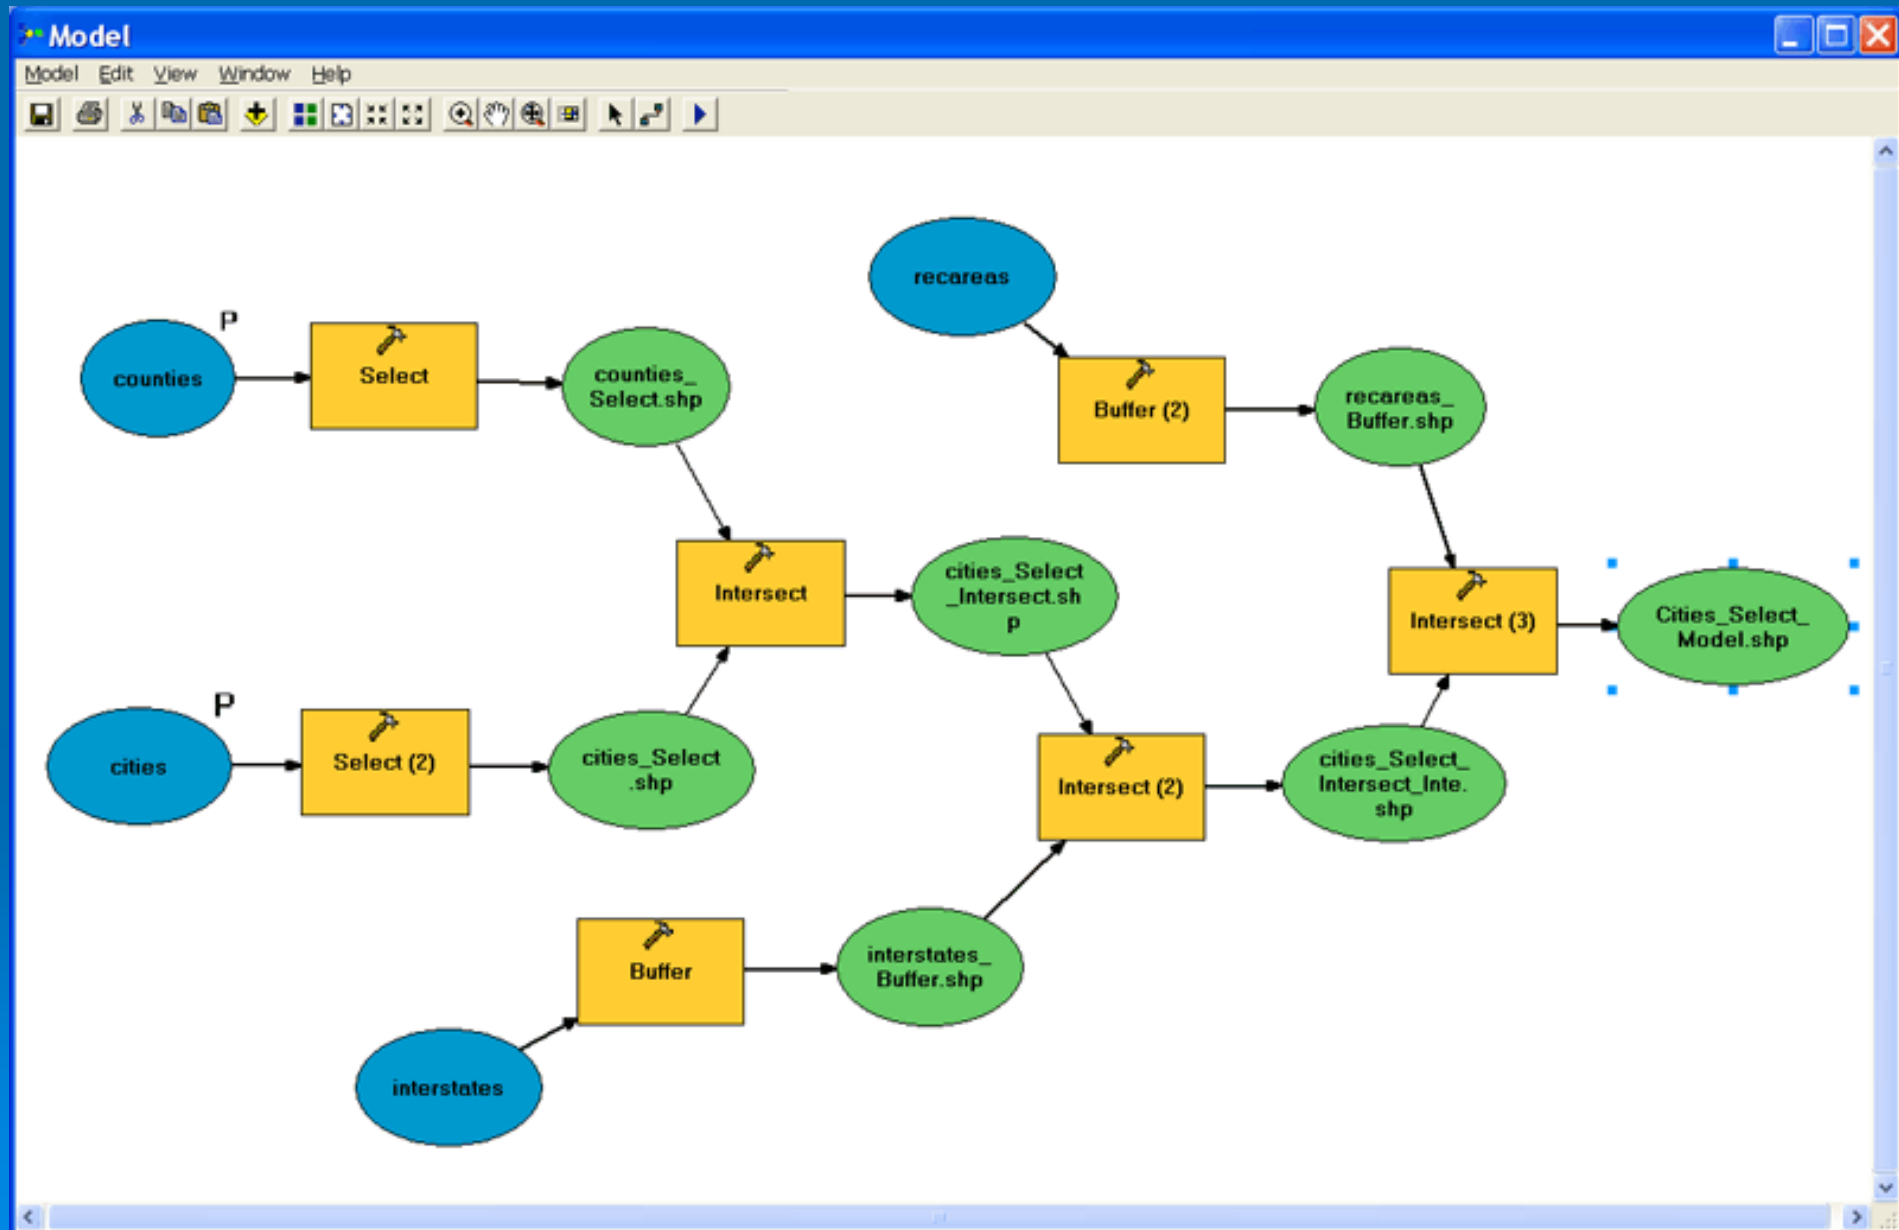 Model
Model Edit View Window Help
recareas
P
counties
Select
counties_
Select.shp
Buffer (2)
recareas_
Buffer.shp
Intersect
cities_Select
_Intersect.sh
p
Intersect (3)
Cities_Select_
Model.shp
P
cities
Select (2)
cities_Select
.shp
Intersect (2)
cities_Select_
Intersect_Inte.
shp
Buffer
interstates_
Buffer.shp
interstates